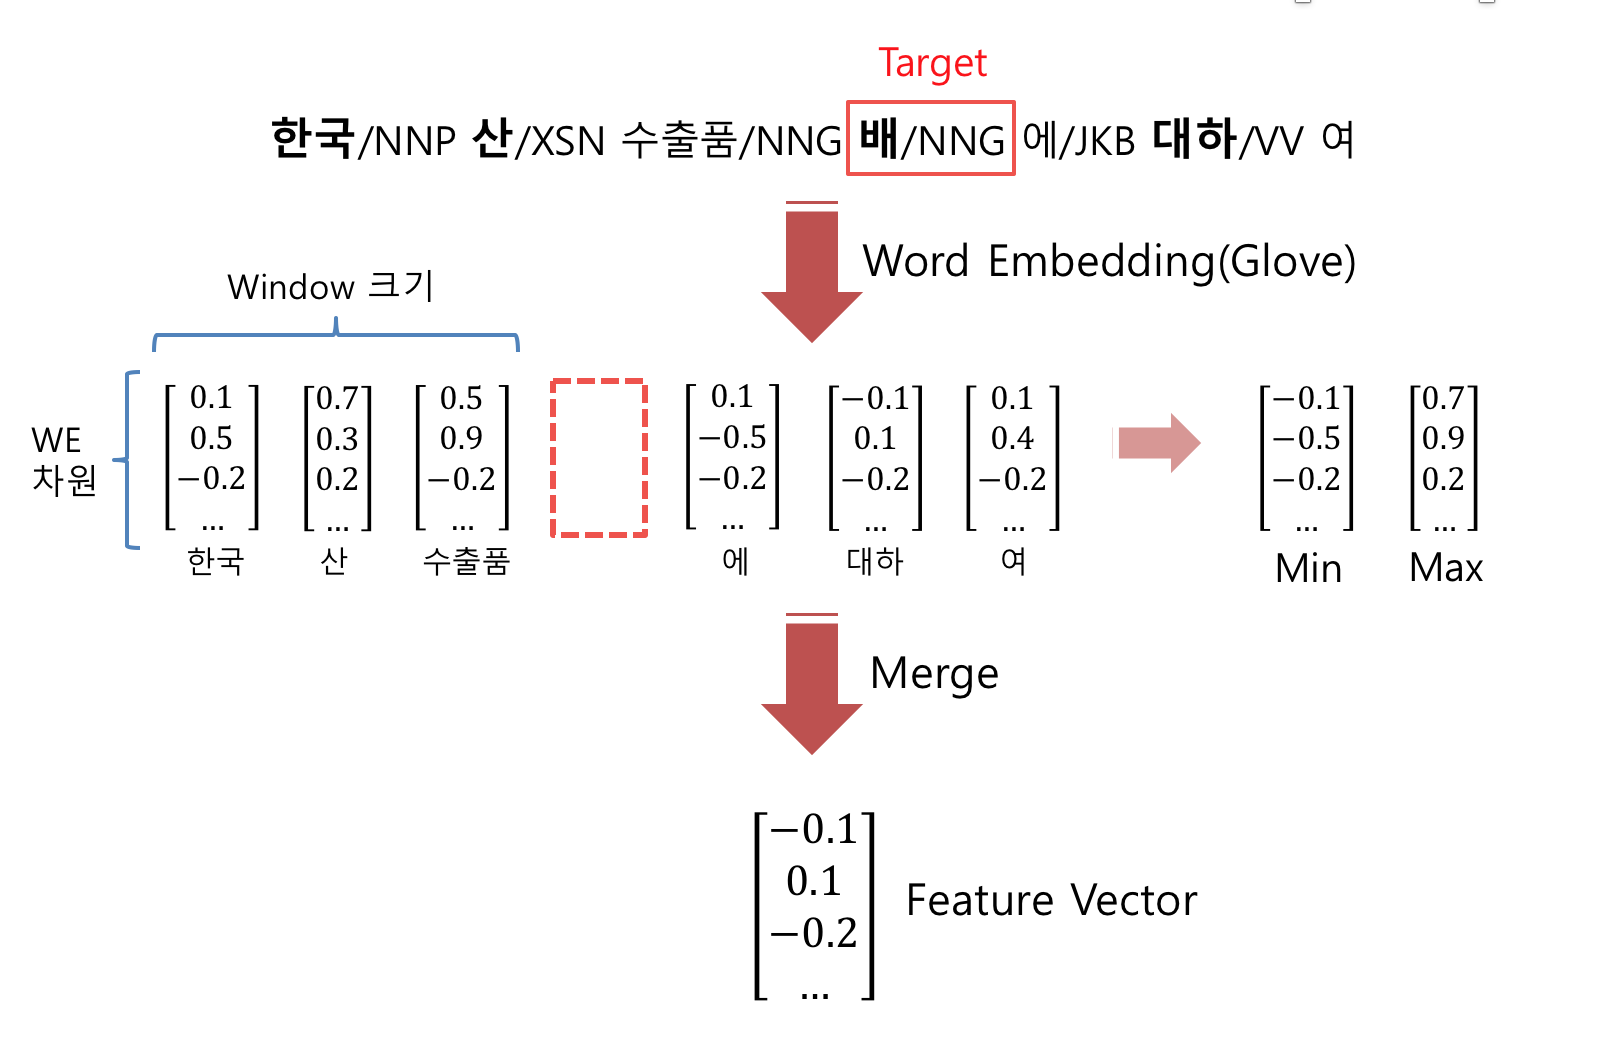 Target
한국/NNP 산/XSN 수출품/NNG 배/NNG 에/JKB 대하/VV 여
Word Embedding(Glove)
Window 크기
WE
차원
0.1 0.7 0.5 0.1 −0.1 0.1 −0.1 0.7
0.5 0.3 0.9 −0.5 0.1 0.4 −0.5 0.9
−0.2 0.2 −0.2 −0.2 −0.2 −0.2 −0.2 0.2
... ... ... ... ... ... ... ...
한국 산 수출품 에 대하 여 Min Max
Merge
−0.1
0.1
−0.2
...
Feature Vector